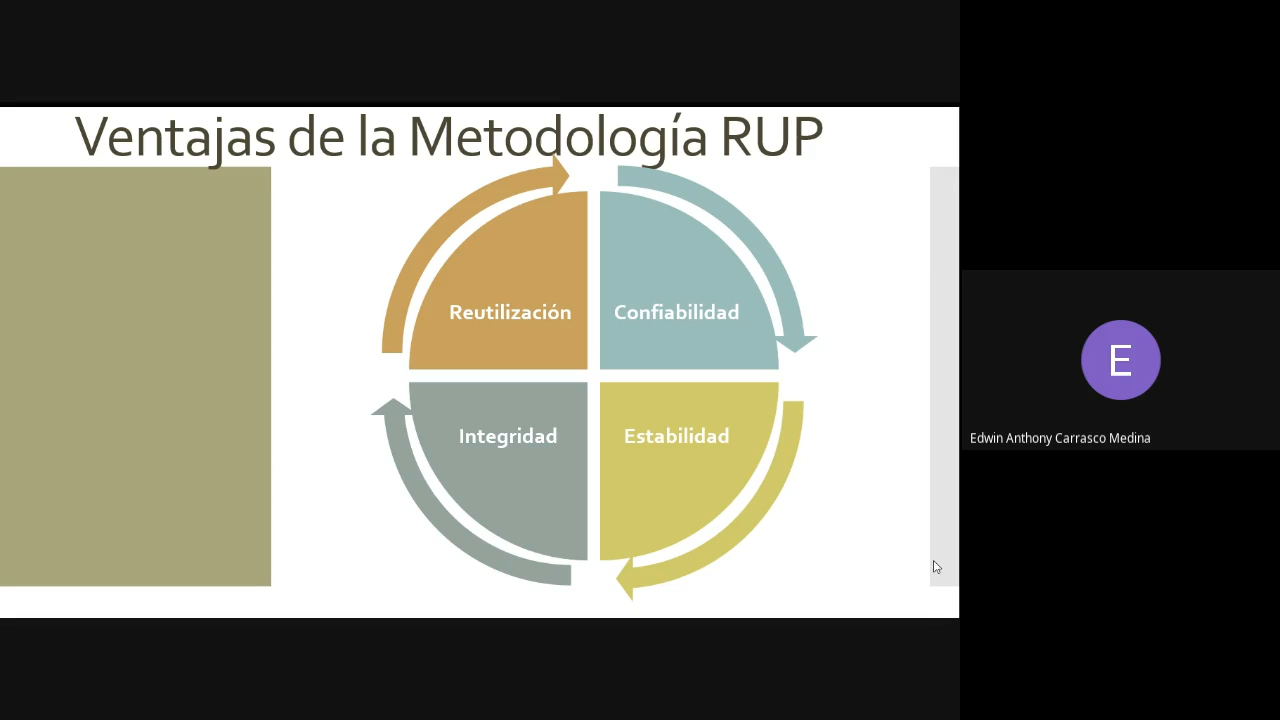 Ventajas de la Metodología RUP
Reutilización
Confiabilidad
Integridad
Estabilidad
E
Edwin Anthony Carrasco Medina